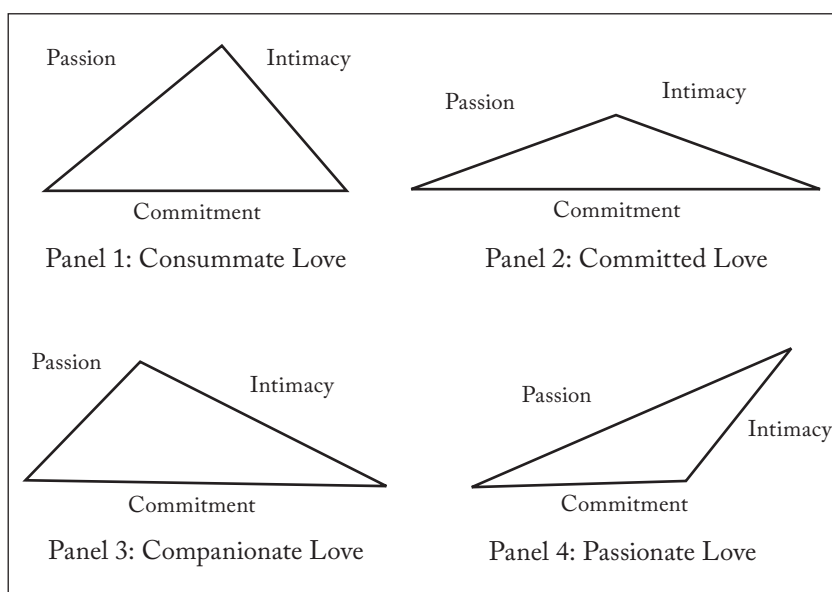 Passion
Intimacy
Commitment
Panel 1: Consummate Love
Passion
Intimacy
Commitment
Panel 2: Committed Love
Passion
Intimacy
Commitment
Panel 3: Companionate Love
Passion
Intimacy
Commitment
Panel 4: Passionate Love